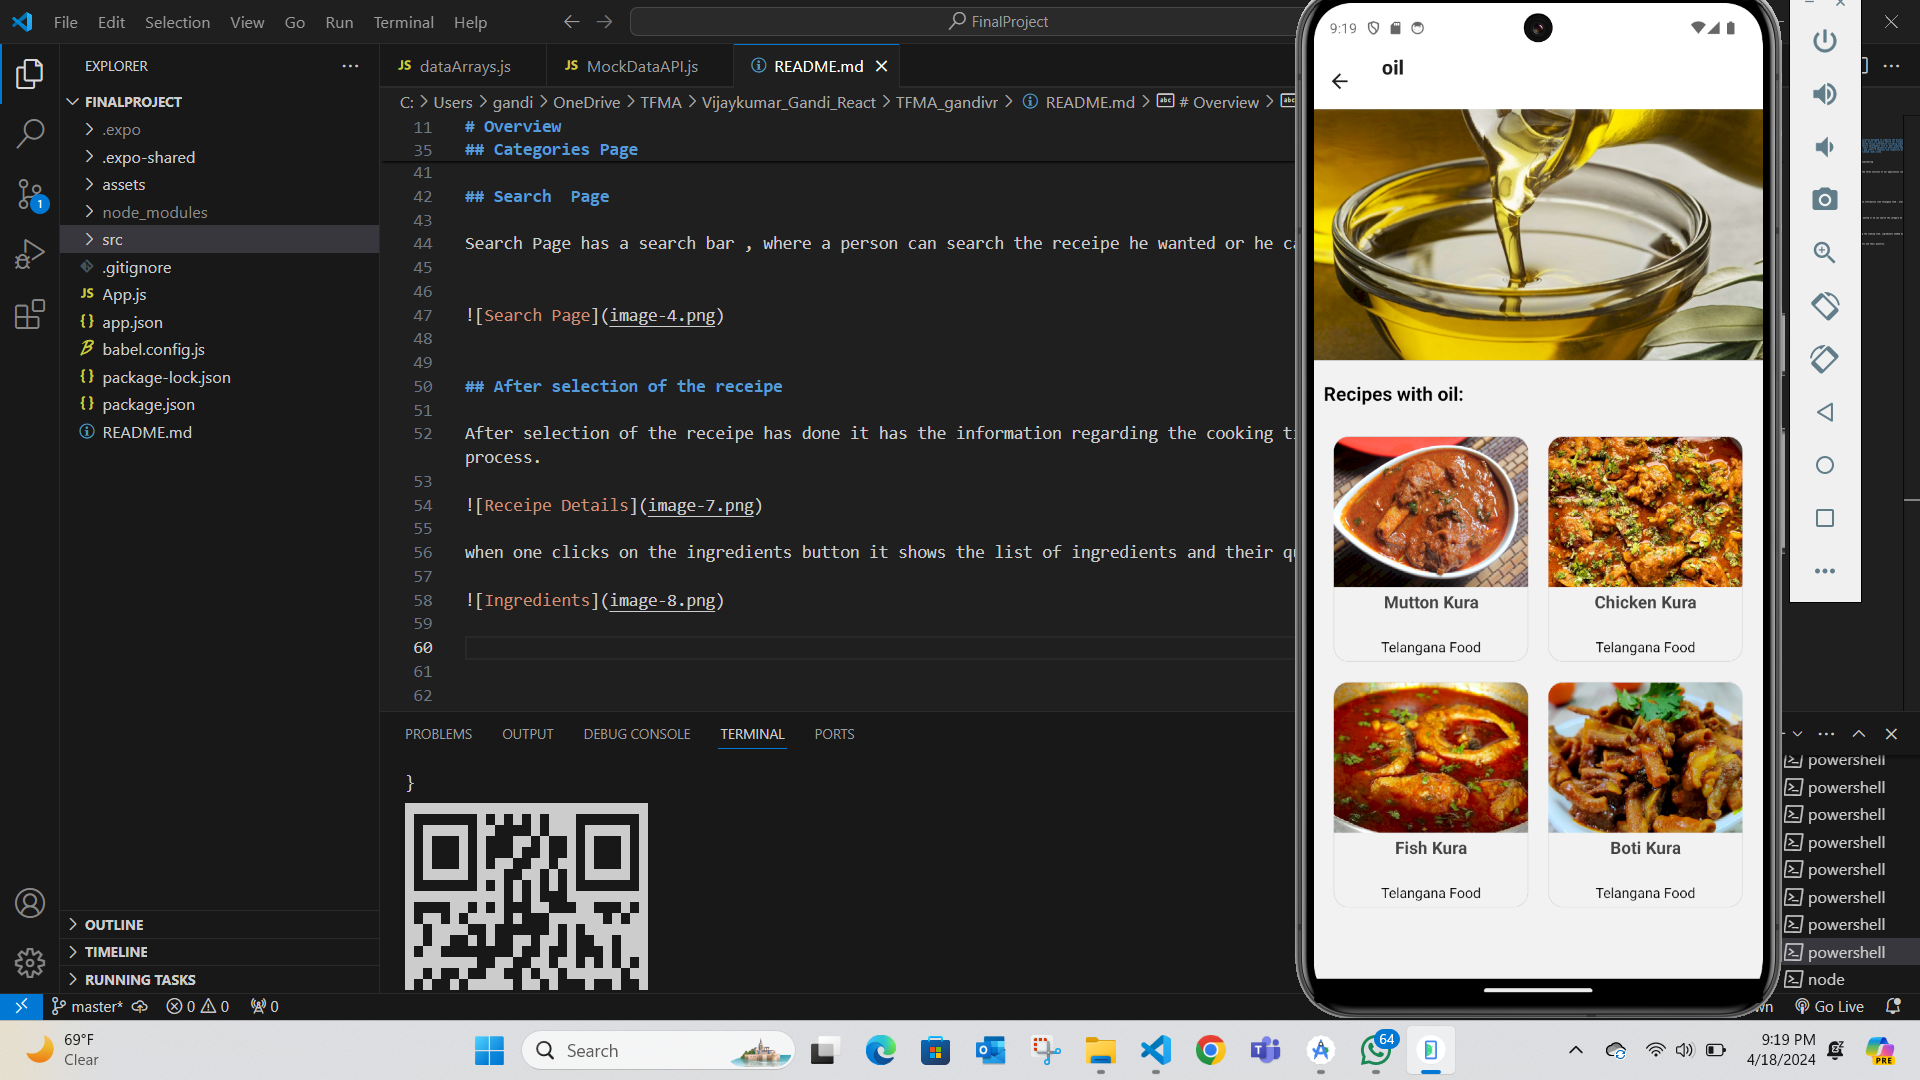 File Edit Selection View Go Run Terminal Help
FinalProject
EXPLORER
FINALPROJECT
.expo
.expo-shared
assets
node_modules
src
.gitignore
JS App.js
{} app.json
babel.config.js
{} package-lock.json
{} package.json
README.md
OUTLINE
TIMELINE
RUNNING TASKS
1
JS dataArrays.js
JS MockDataAPI.js
README.md
C: > Users > gandi > OneDrive > TFMA > Vijaykumar_Gandi_React > TFMA_gandivr > README.md > # Overview >
11 # Overview
35 ## Categories Page
41
42 ## Search  Page
43
44 Search Page has a search bar , where a person can search the receipe he wanted or he
45
46
47 ![Search Page](image-4.png)
48
49
50 ## After selection of the receipe
51
52 After selection of the receipe has done it has the information regarding the cooking
process.
53
54 ![Receipe Details](image-7.png)
55
56 when one clicks on the ingredients button it shows the list of ingredients and their
57
58 ![Ingredients](image-8.png)
59
60
61
62
PROBLEMS OUTPUT DEBUG CONSOLE TERMINAL PORTS
}
9:19
oil
Recipes with oil:
Mutton Kura
Telangana Food
Chicken Kura
Telangana Food
Fish Kura
Telangana Food
Boti Kura
Telangana Food
powershell
powershell
powershell
powershell
powershell
powershell
powershell
powershell
node
master* 0 0 0
Go Live
69°F
Clear
Search
64
9:19 PM
4/18/2024
PRE